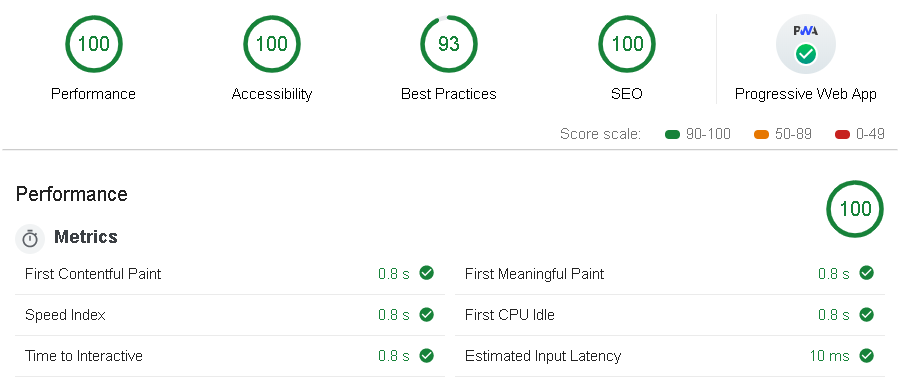 100 100 93 100 PWA
Performance Accessibility Best Practices SEO Progressive Web App
Score scale: 90-100 50-89 0-49
Performance 100
Metrics
First Contentful Paint 0.8 s First Meaningful Paint 0.8 s
Speed Index 0.8 s First CPU Idle 0.8 s
Time to Interactive 0.8 s Estimated Input Latency 10 ms